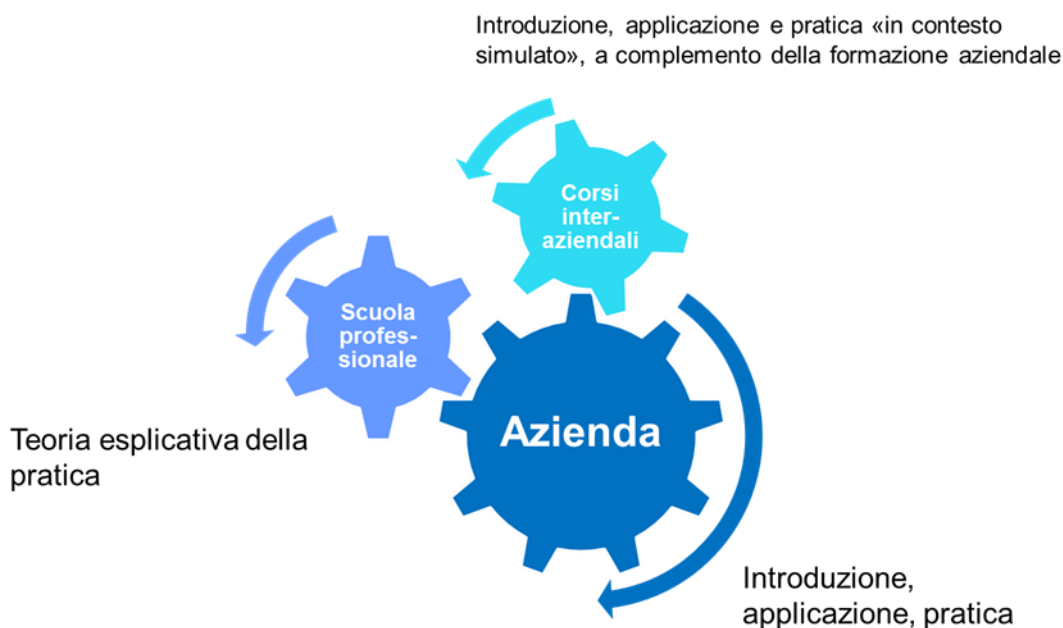 Introduzione, applicazione e pratica «in contesto
simulato», a complemento della formazione aziendale
Corsi
inter-
aziendali
Scuola
profes-
sionale
Azienda
Teoria esplicativa della
pratica
Introduzione,
applicazione, pratica